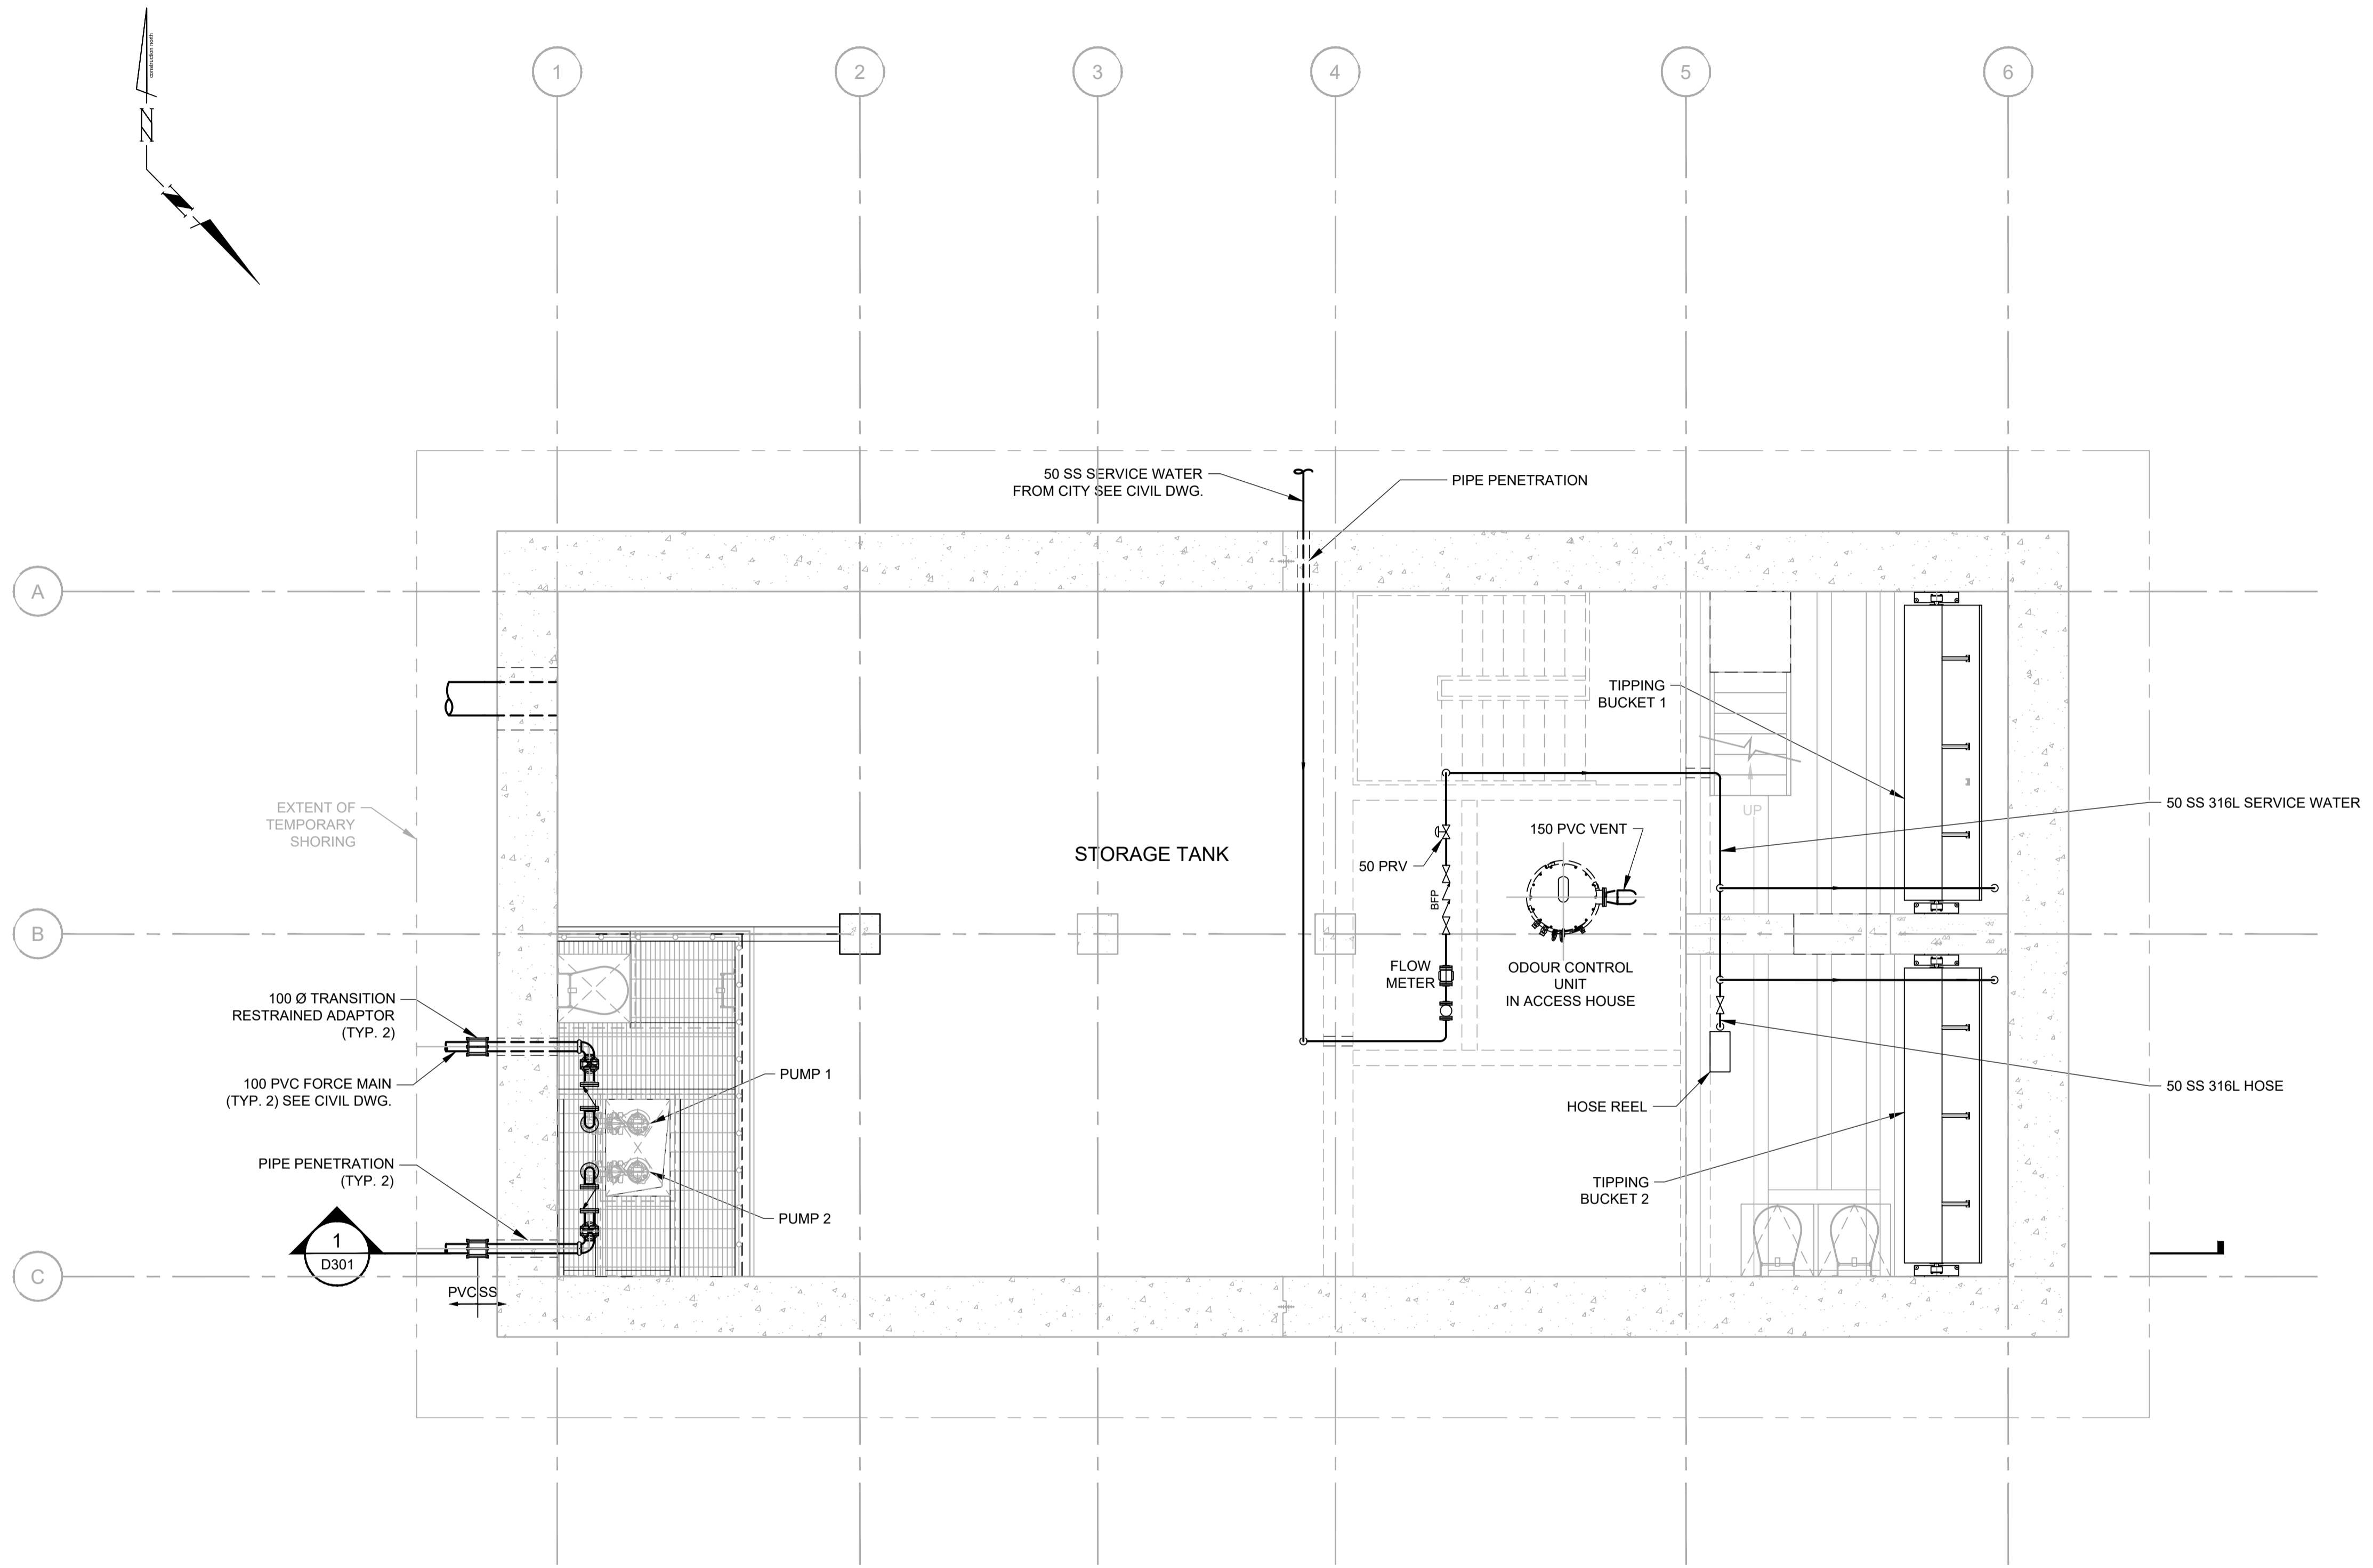 construction north
N
N
1
2
3
4
5
6
A
B
C
50 SS SERVICE WATER
FROM CITY SEE CIVIL DWG.
PIPE PENETRATION
TIPPING
BUCKET 1
EXTENT OF
TEMPORARY
SHORING
UP
50 SS 316L SERVICE WATER
STORAGE TANK
50 PRV
BFP
150 PVC VENT
FLOW
METER
ODOUR CONTROL
UNIT
IN ACCESS HOUSE
100 Ø TRANSITION
RESTRAINED ADAPTOR
(TYP. 2)
100 PVC FORCE MAIN
(TYP. 2) SEE CIVIL DWG.
PUMP 1
HOSE REEL
50 SS 316L HOSE
PIPE PENETRATION
(TYP. 2)
PUMP 2
TIPPING
BUCKET 2
1
D301
PVC SS